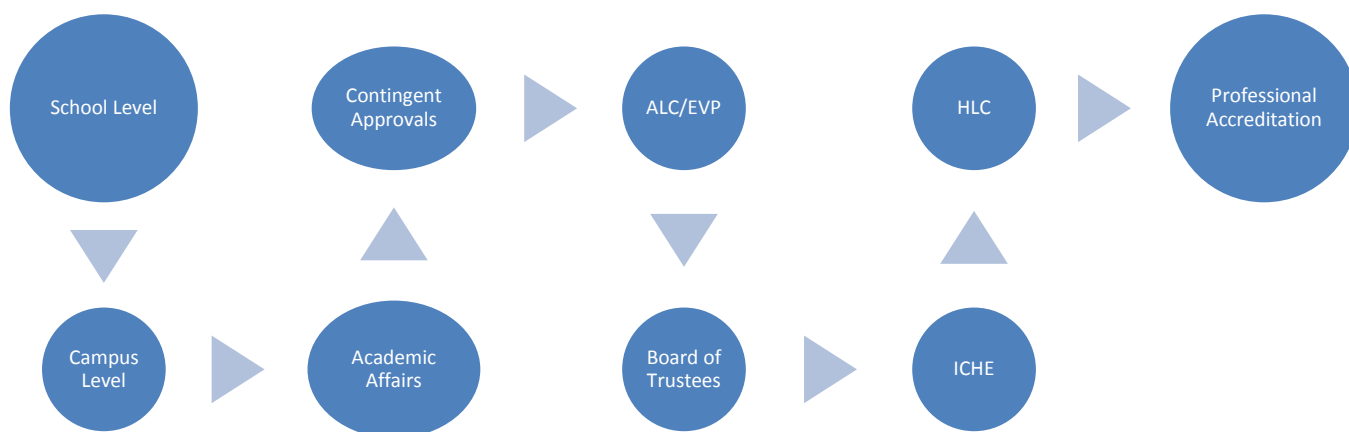 School Level
Contingent
Approvals
ALC/EVP
HLC
Professional
Accreditation
Campus
Level
Academic
Affairs
Board of
Trustees
ICHE